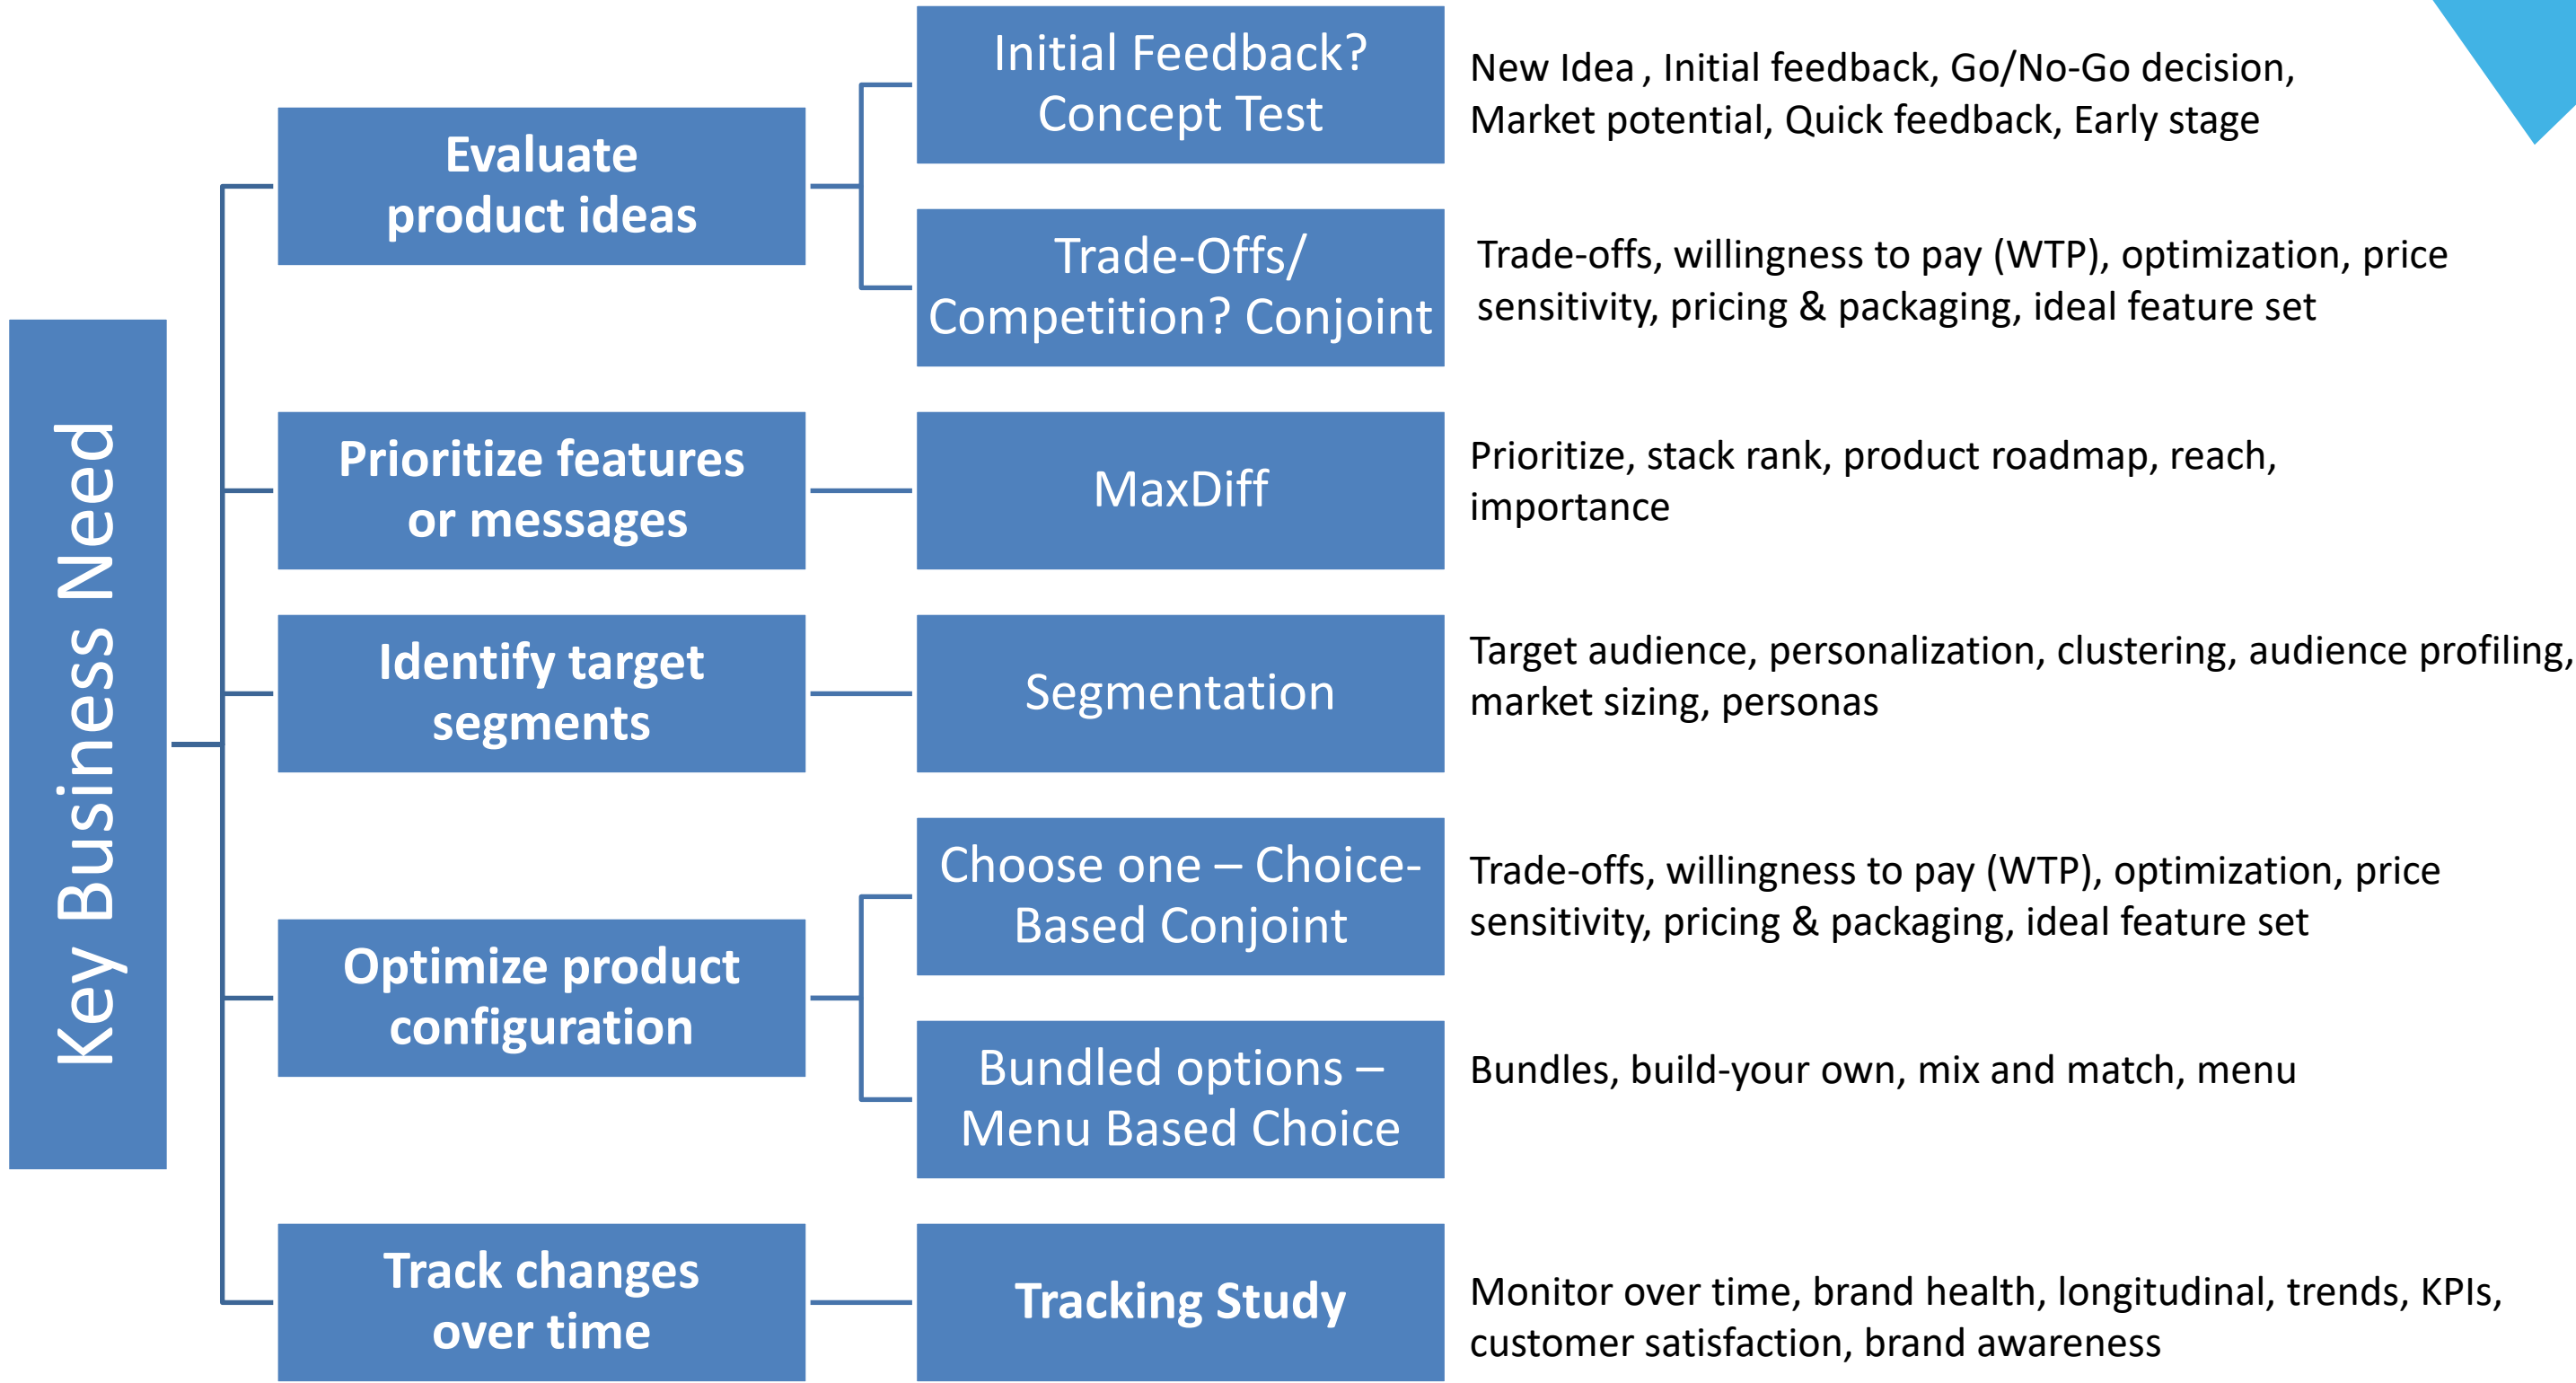 Key Business Need
Evaluate
product ideas
Initial Feedback?
Concept Test
New Idea , Initial feedback, Go/No-Go decision,
Market potential, Quick feedback, Early stage
Trade-Offs/
Competition? Conjoint
Trade-offs, willingness to pay (WTP), optimization, price
sensitivity, pricing & packaging, ideal feature set
Prioritize features
or messages
MaxDiff
Prioritize, stack rank, product roadmap, reach,
importance
Identify target
segments
Segmentation
Target audience, personalization, clustering, audience profiling,
market sizing, personas
Optimize product
configuration
Choose one – Choice-
Based Conjoint
Trade-offs, willingness to pay (WTP), optimization, price
sensitivity, pricing & packaging, ideal feature set
Bundled options –
Menu Based Choice
Bundles, build-your own, mix and match, menu
Track changes
over time
Tracking Study
Monitor over time, brand health, longitudinal, trends, KPIs,
customer satisfaction, brand awareness